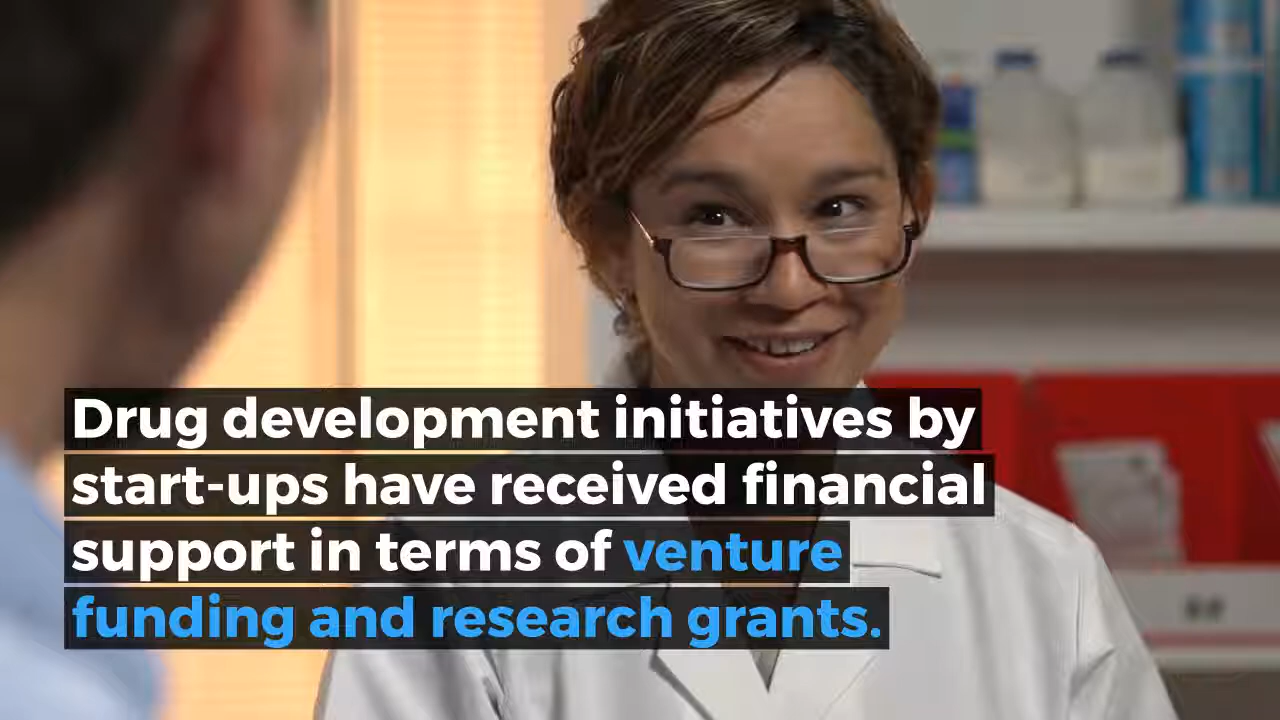 Drug development initiatives by
start-ups have received financial
support in terms of venture
funding and research grants.